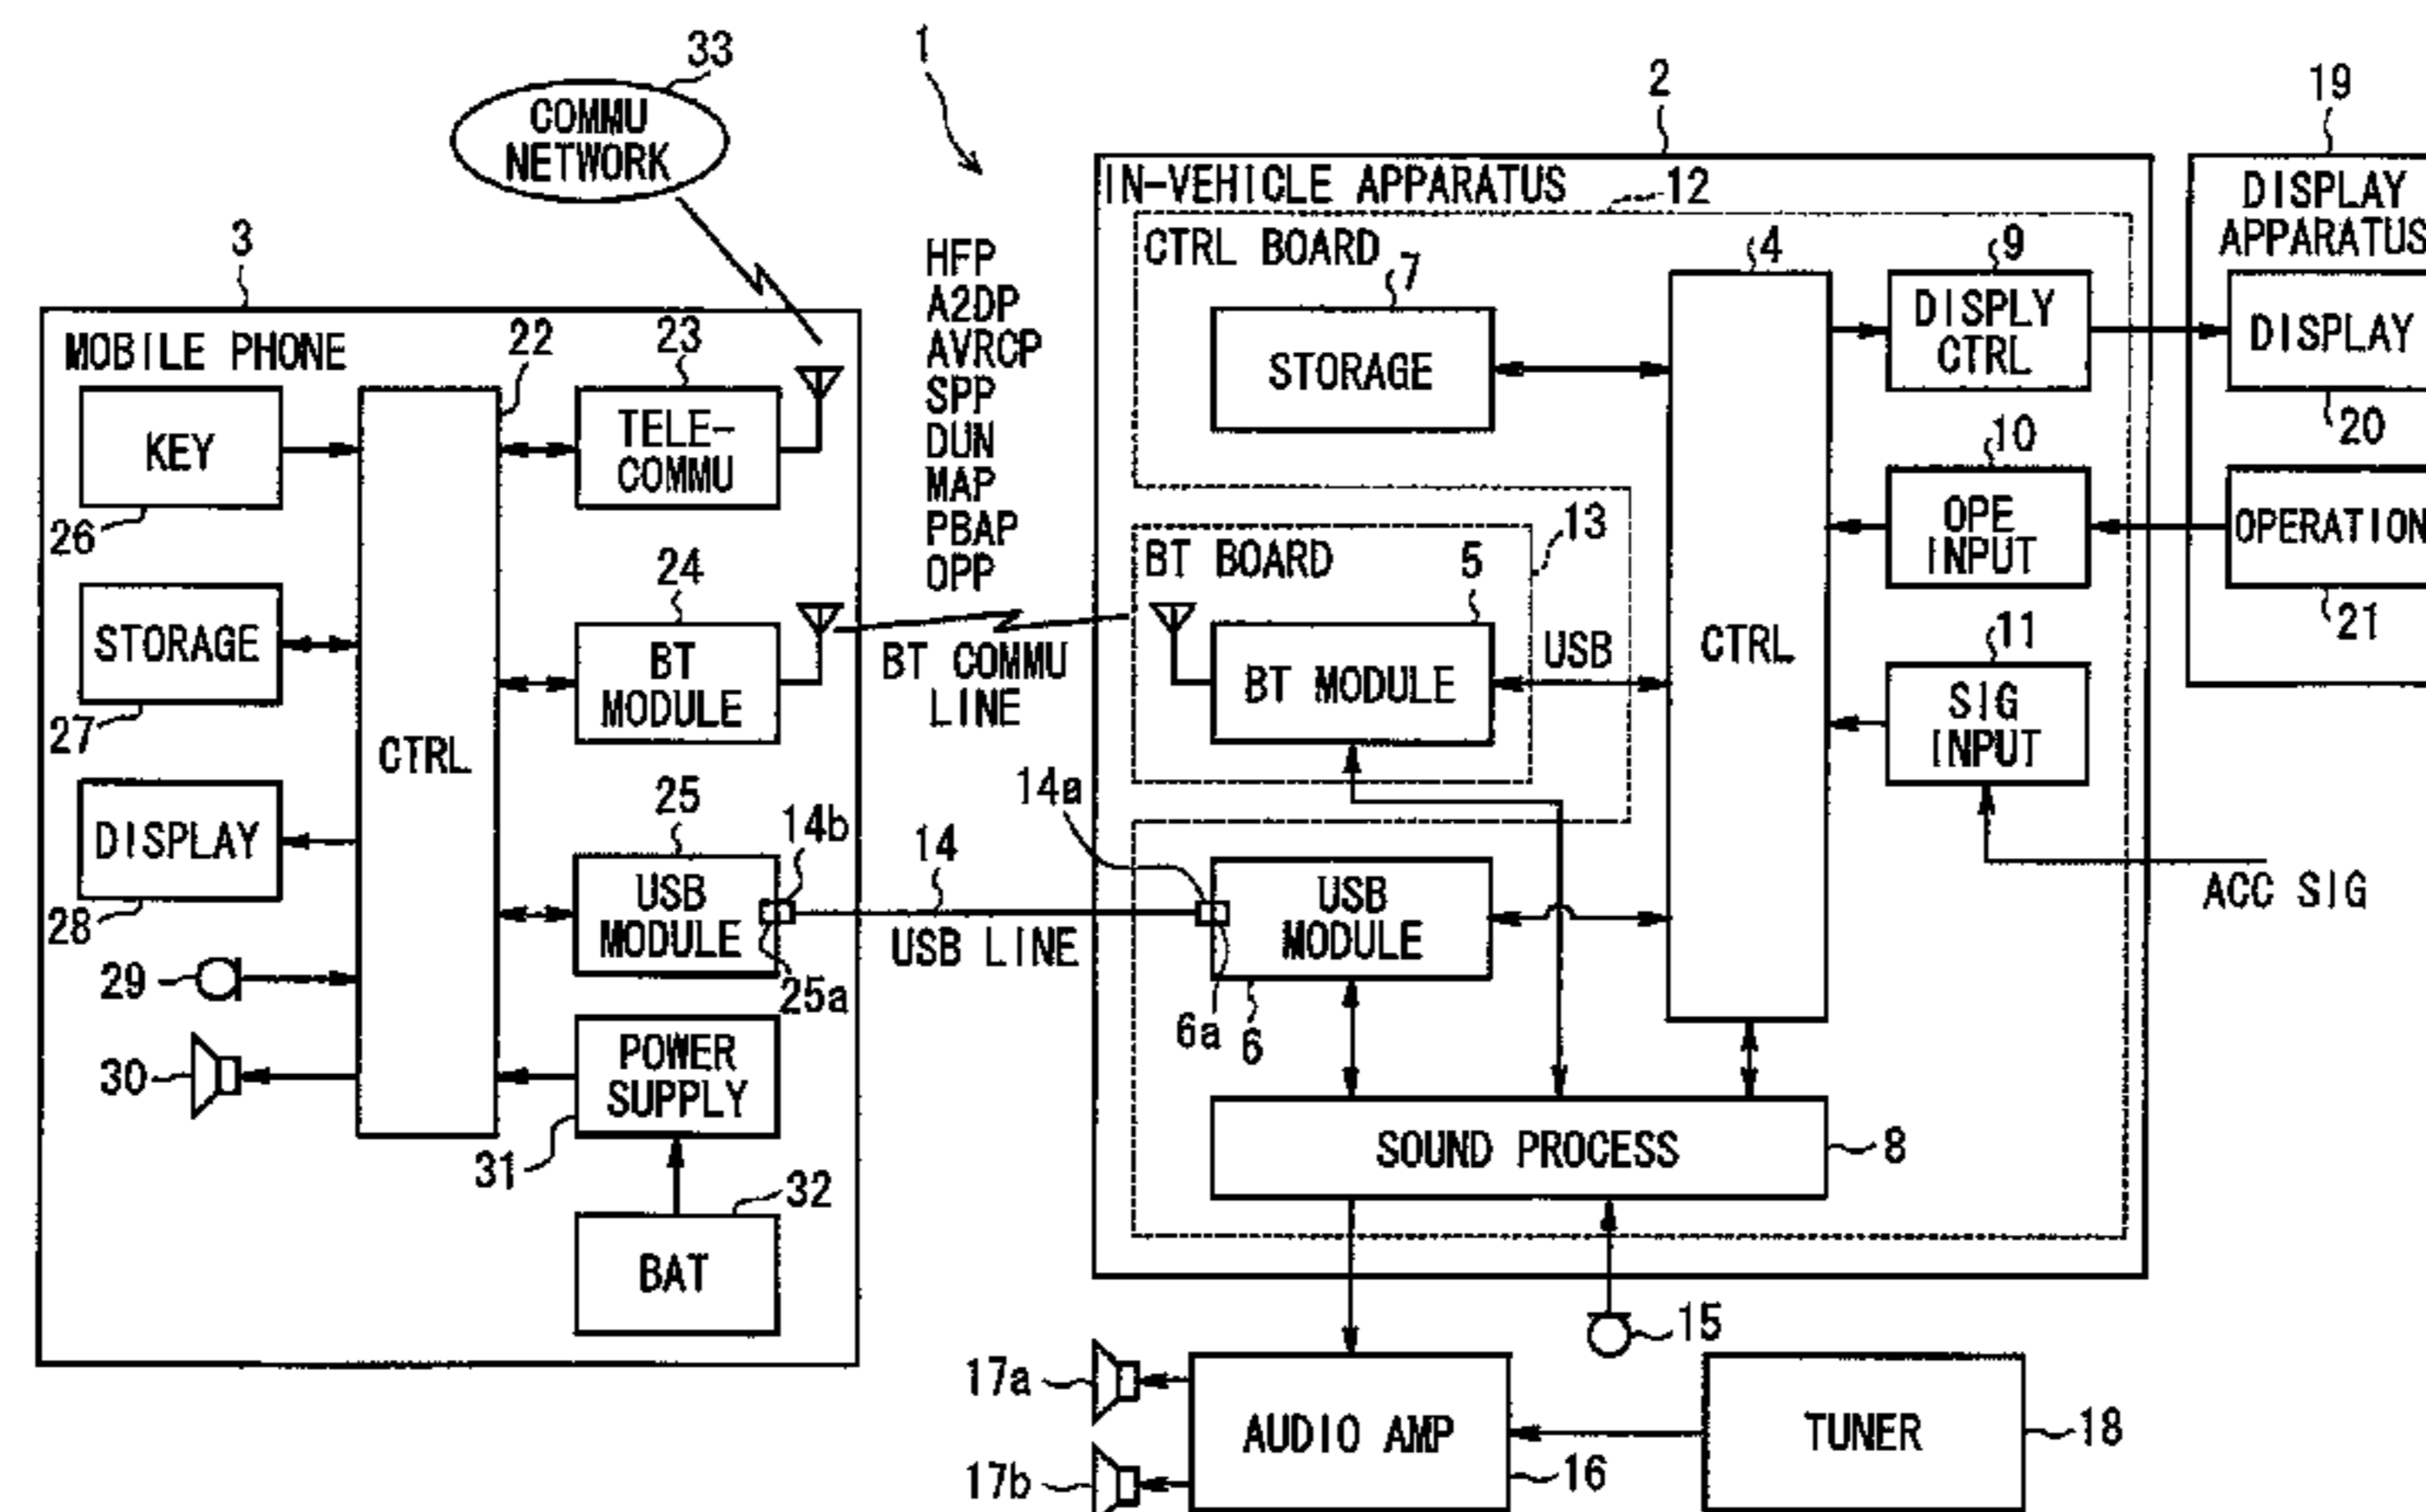 33
COMMU
NETWORK
1
2
19
IN-VEHICLE APPARATUS
12
DISPLAY
APPARATUS
3
MOBILE PHONE
HFP
A2DP
AVRCP
SPP
DUN
MAP
PBAP
OPP
CTRL BOARD
7
STORAGE
4
CTRL
9
DISPLY
CTRL
DISPLAY
20
22
CTRL
23
TELE-
COMMU
KEY
26
10
OPE
INPUT
OPERATION
21
13
BT BOARD
5
BT MODULE
USB
11
SIG
INPUT
ACC SIG
24
BT
MODULE
BT COMMU
LINE
STORAGE
27
DISPLAY
28
25
USB
MODULE
14b
25a
14
USB LINE
14a
USB
MODULE
6a
6
29
30
POWER
SUPPLY
31
32
BAT
SOUND PROCESS
8
15
17a
17b
AUDIO AMP
16
TUNER
18